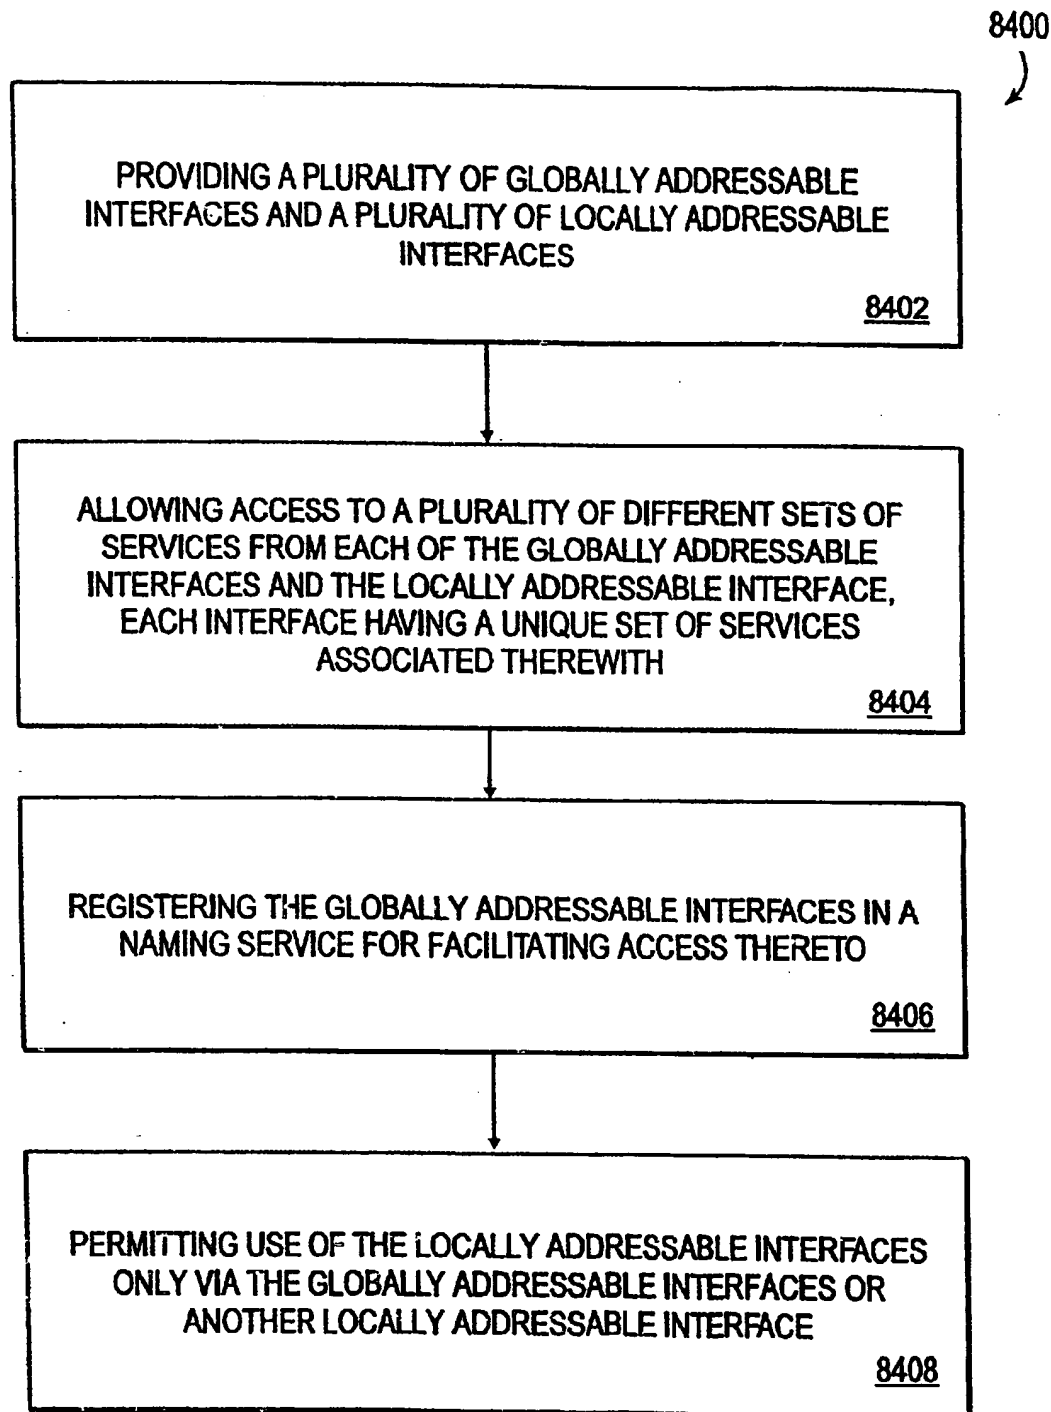 8400
PROVIDING A PLURALITY OF GLOBALLY ADDRESSABLE
INTERFACES AND A PLURALITY OF LOCALLY ADDRESSABLE
INTERFACES
8402
ALLOWING ACCESS TO A PLURALITY OF DIFFERENT SETS OF
SERVICES FROM EACH OF THE GLOBALLY ADDRESSABLE
INTERFACES AND THE LOCALLY ADDRESSABLE INTERFACE,
EACH INTERFACE HAVING A UNIQUE SET OF SERVICES
ASSOCIATED THEREWITH
8404
REGISTERING THE GLOBALLY ADDRESSABLE INTERFACES IN A
NAMING SERVICE FOR FACILITATING ACCESS THERETO
8406
PERMITTING USE OF THE LOCALLY ADDRESSABLE INTERFACES
ONLY VIA THE GLOBALLY ADDRESSABLE INTERFACES OR
ANOTHER LOCALLY ADDRESSABLE INTERFACE
8408